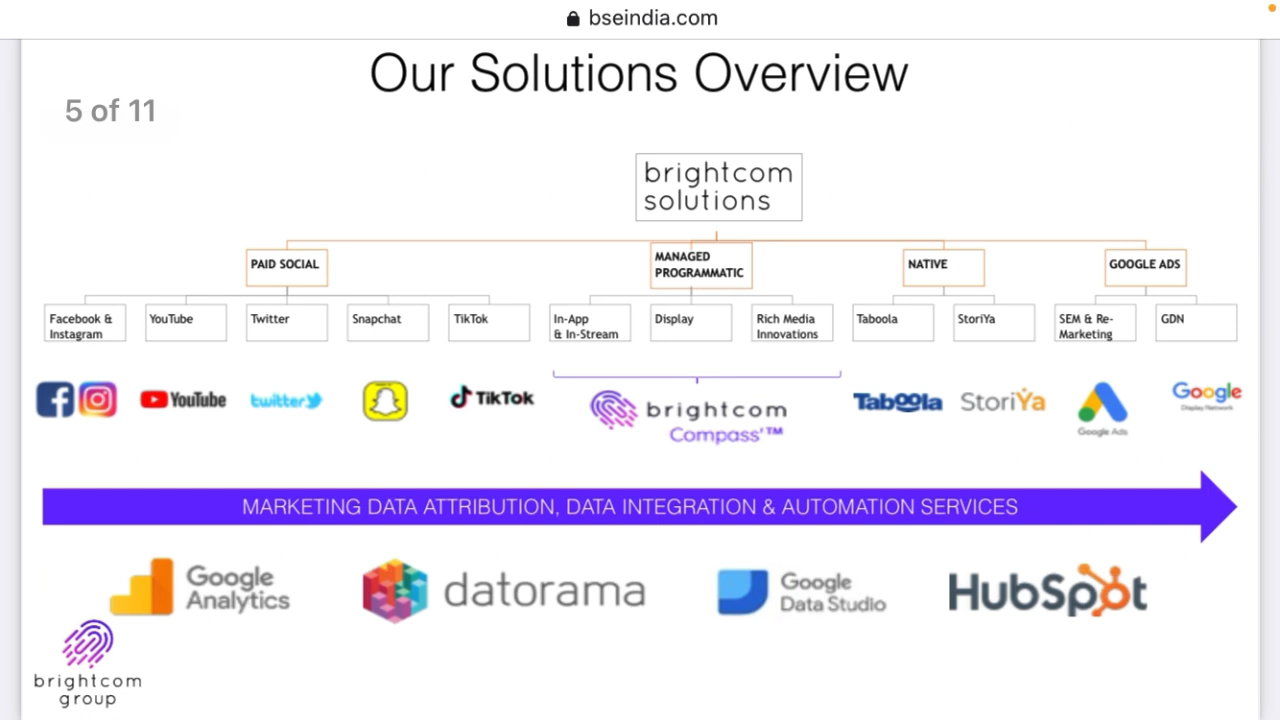 bseindia.com
Our Solutions Overview
5 of 11
brightcom
solutions
PAID SOCIAL
MANAGED
PROGRAMMATIC
NATIVE
GOOGLE ADS
Facebook &
Instagram
YouTube
Twitter
Snapchat
TikTok
In-App
& In-Stream
Display
Rich Media
Innovations
Taboola
StoriYa
SEM & Re-
Marketing
GDN
YouTube
twitter
TikTok
brightcom
Compass'™
Taboola
StoriYa
Google Ads
Google
Display Network
MARKETING DATA ATTRIBUTION, DATA INTEGRATION & AUTOMATION SERVICES
Google
Analytics
datorama
Google
Data Studio
HubSpot
brightcom
group